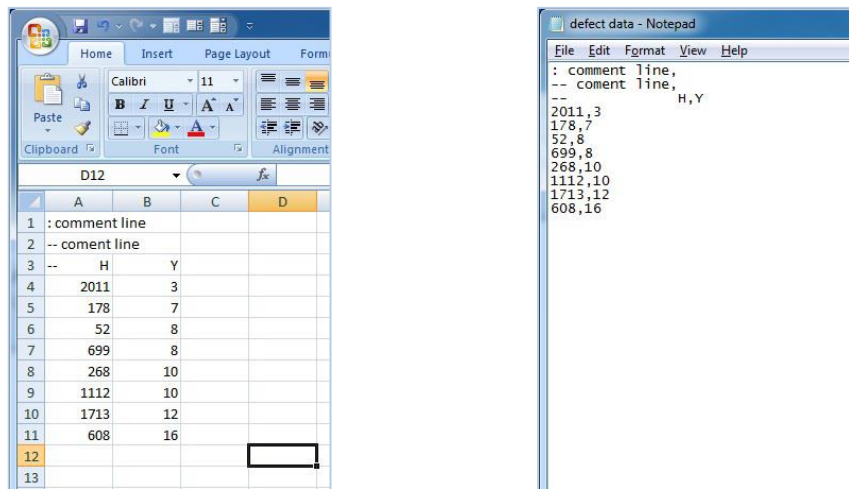 Home Insert Page Layout Form
Calibri 11 A A
Paste B I U A
Clipboard Font Alignment
D12 fx
A B C D
1 : comment line
2 -- coment line
3 -- H Y
4 2011 3
5 178 7
6 52 8
7 699 8
8 268 10
9 1112 10
10 1713 12
11 608 16
12
13
defect data - Notepad
File Edit Format View Help
: comment line,
-- coment line,
-- H,Y
2011,3
178,7
52,8
699,8
268,10
1112,10
1713,12
608,16